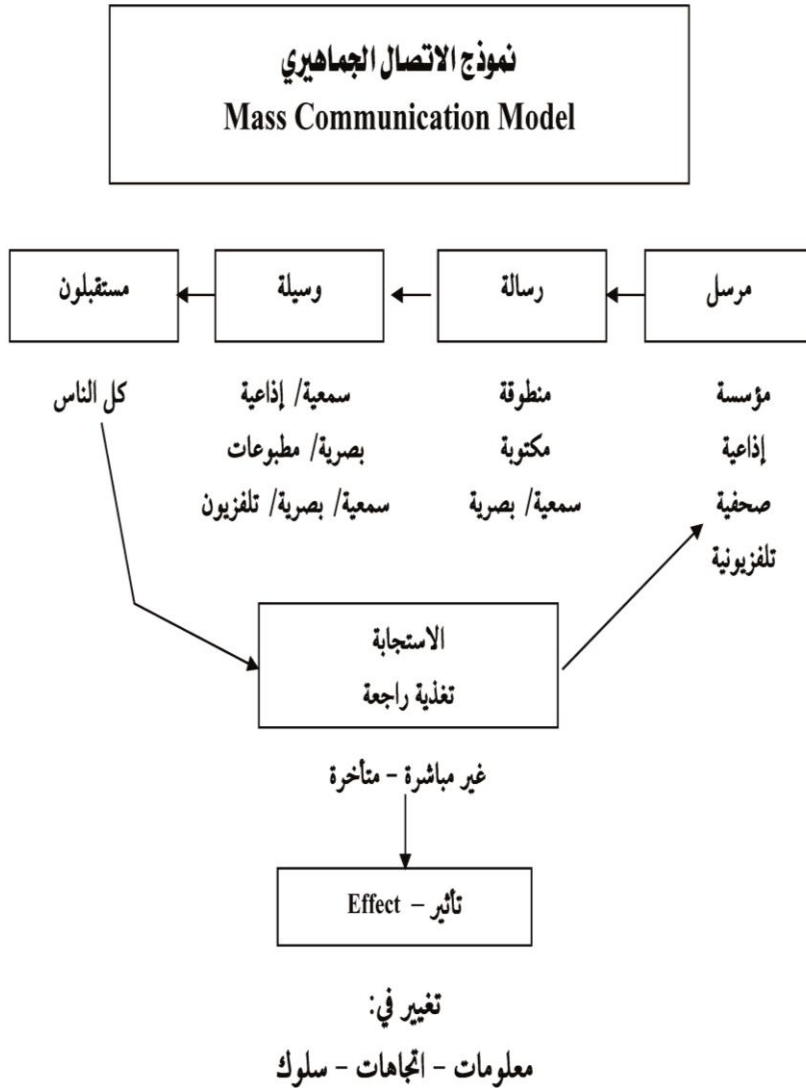 نموذج الاتصال الجماهيري
Mass Communication Model
مرسل
رسالة
وسيلة
مستقبلون
مؤسسة
إذاعية
صحفية
تلفزيونية
منطوقة
مكتوبة
سمعية/ بصرية
سمعية/ إذاعية
بصرية/ مطبوعات
سمعية/ بصرية/ تلفزيون
كل الناس
الاستجابة
تغذية راجعة
غير مباشرة – متأخرة
تأثير – Effect
تغيير في:
معلومات – اتجاهات – سلوك